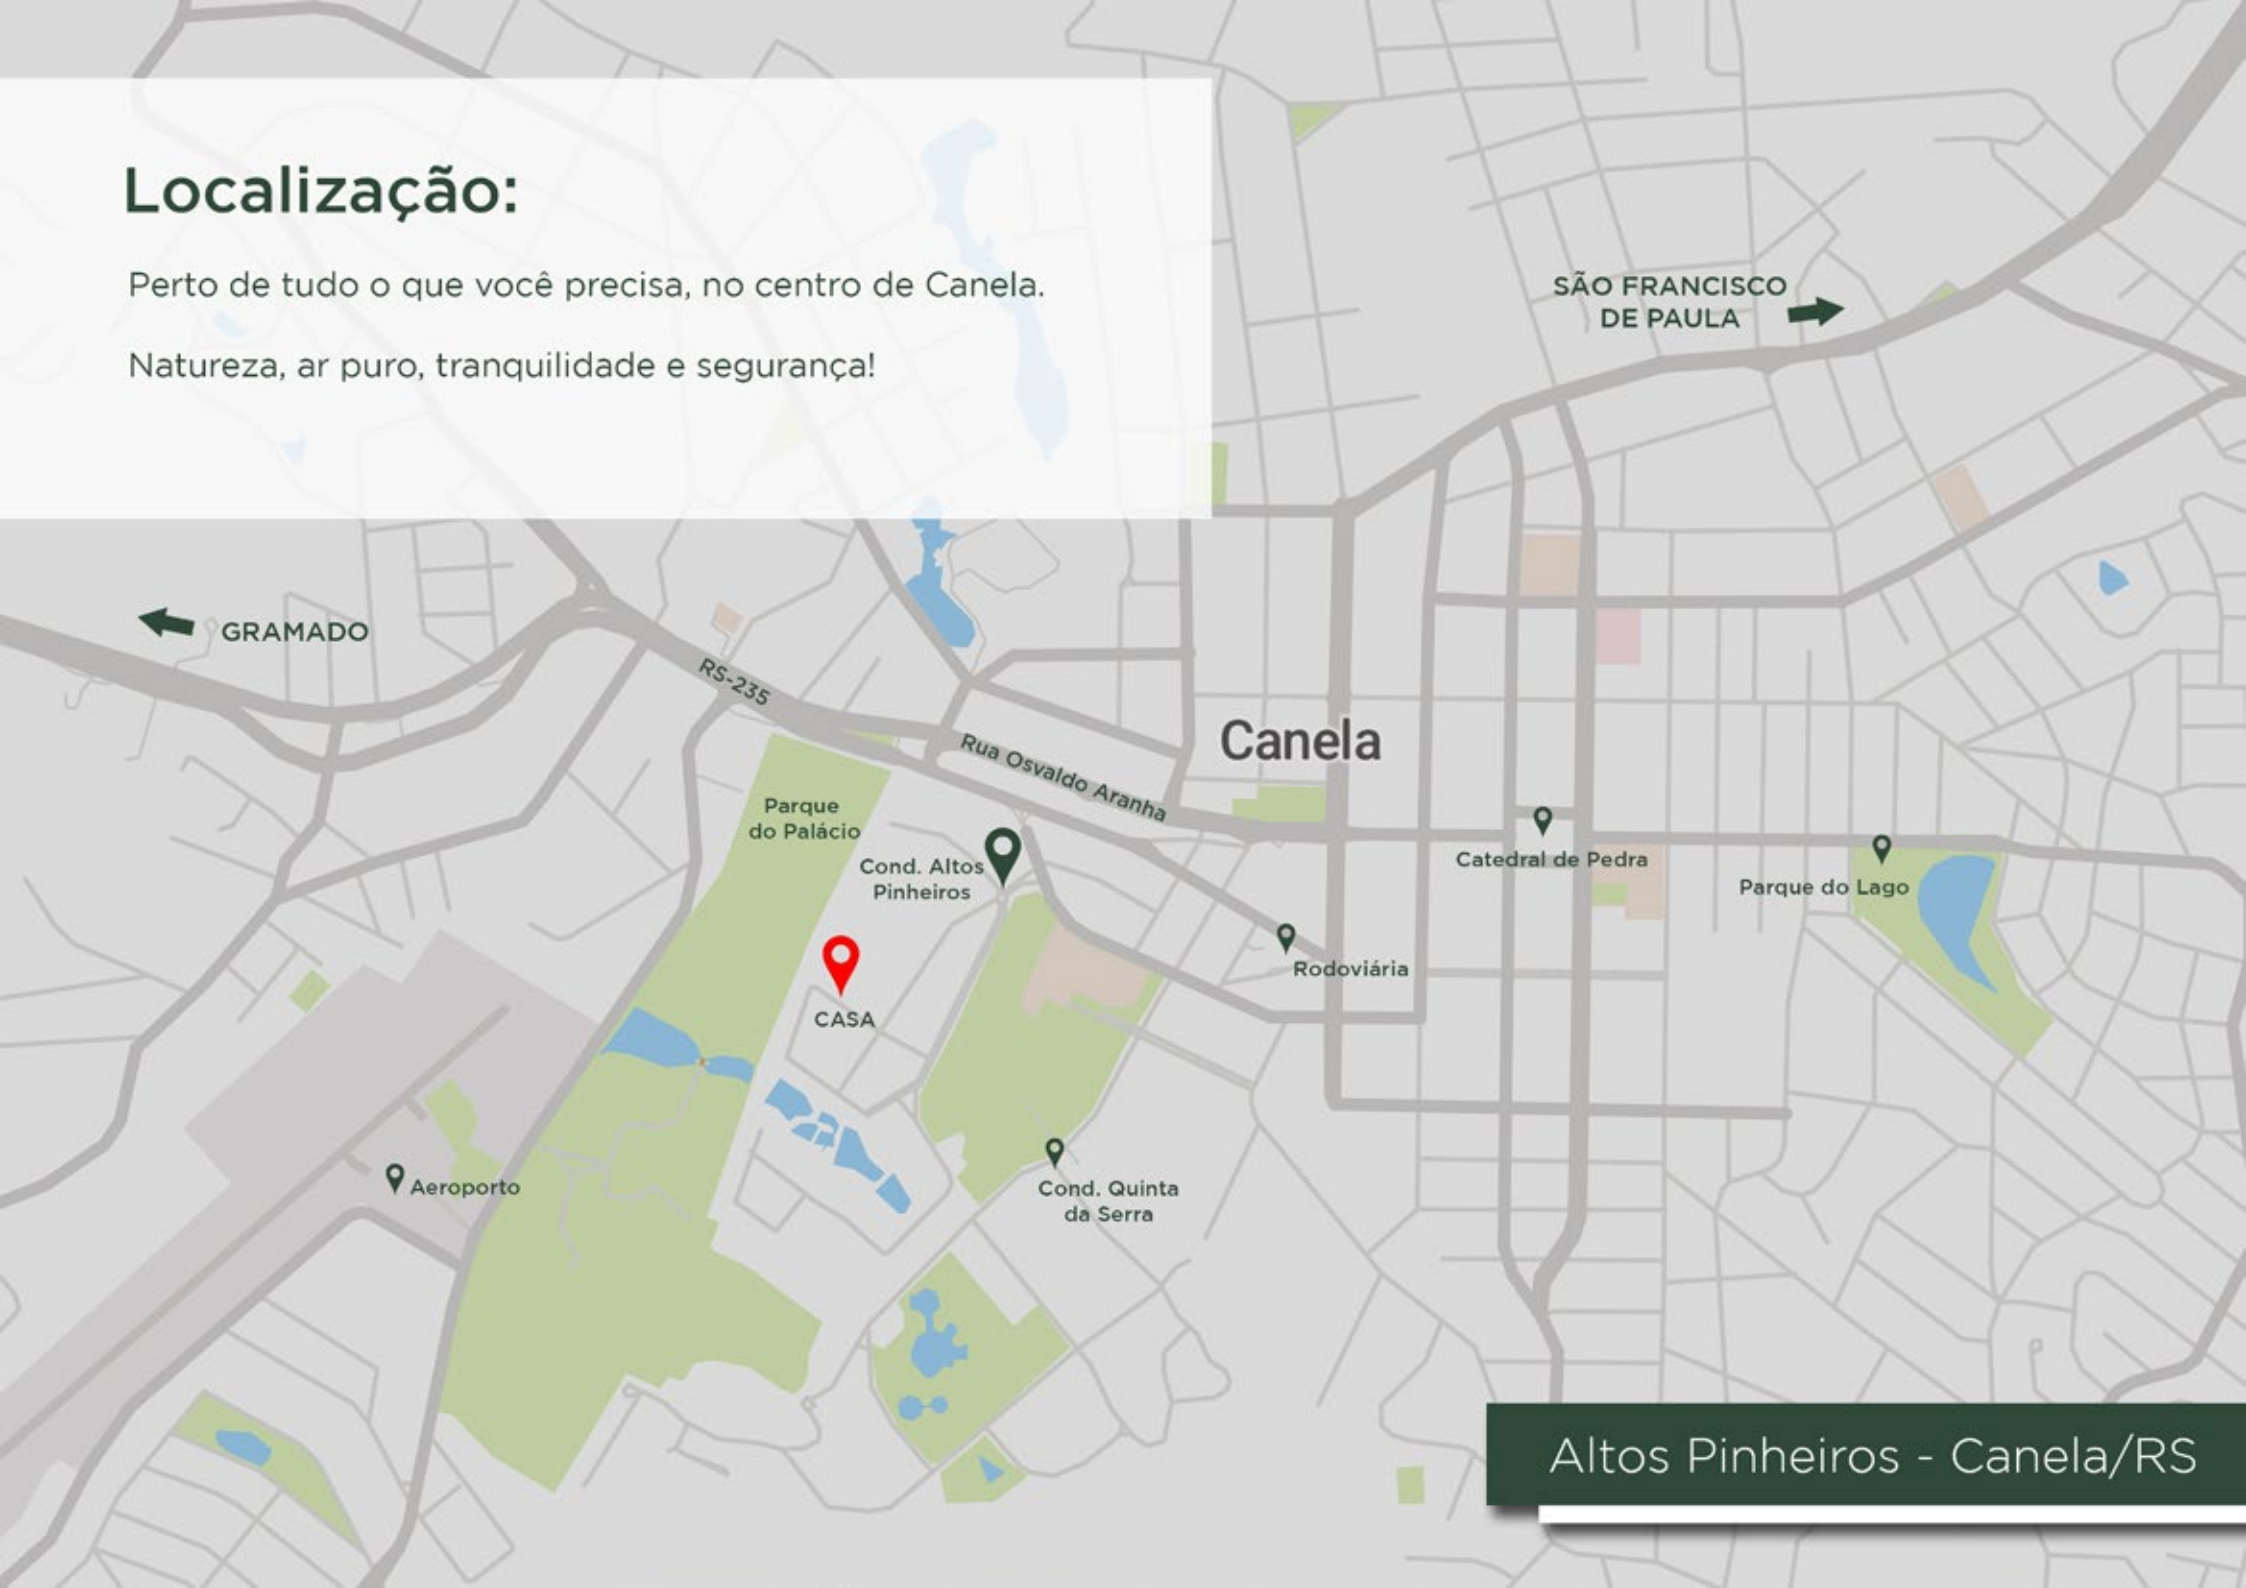 Localização:
Perto de tudo o que você precisa, no centro de Canela.
Natureza, ar puro, tranquilidade e segurança!
SÃO FRANCISCO
DE PAULA
GRAMADO
RS-235
Rua Osvaldo Aranha
Canela
Parque
do Palácio
Cond. Altos
Pinheiros
Catedral de Pedra
Parque do Lago
Rodoviária
CASA
Aeroporto
Cond. Quinta
da Serra
Altos Pinheiros - Canela/RS